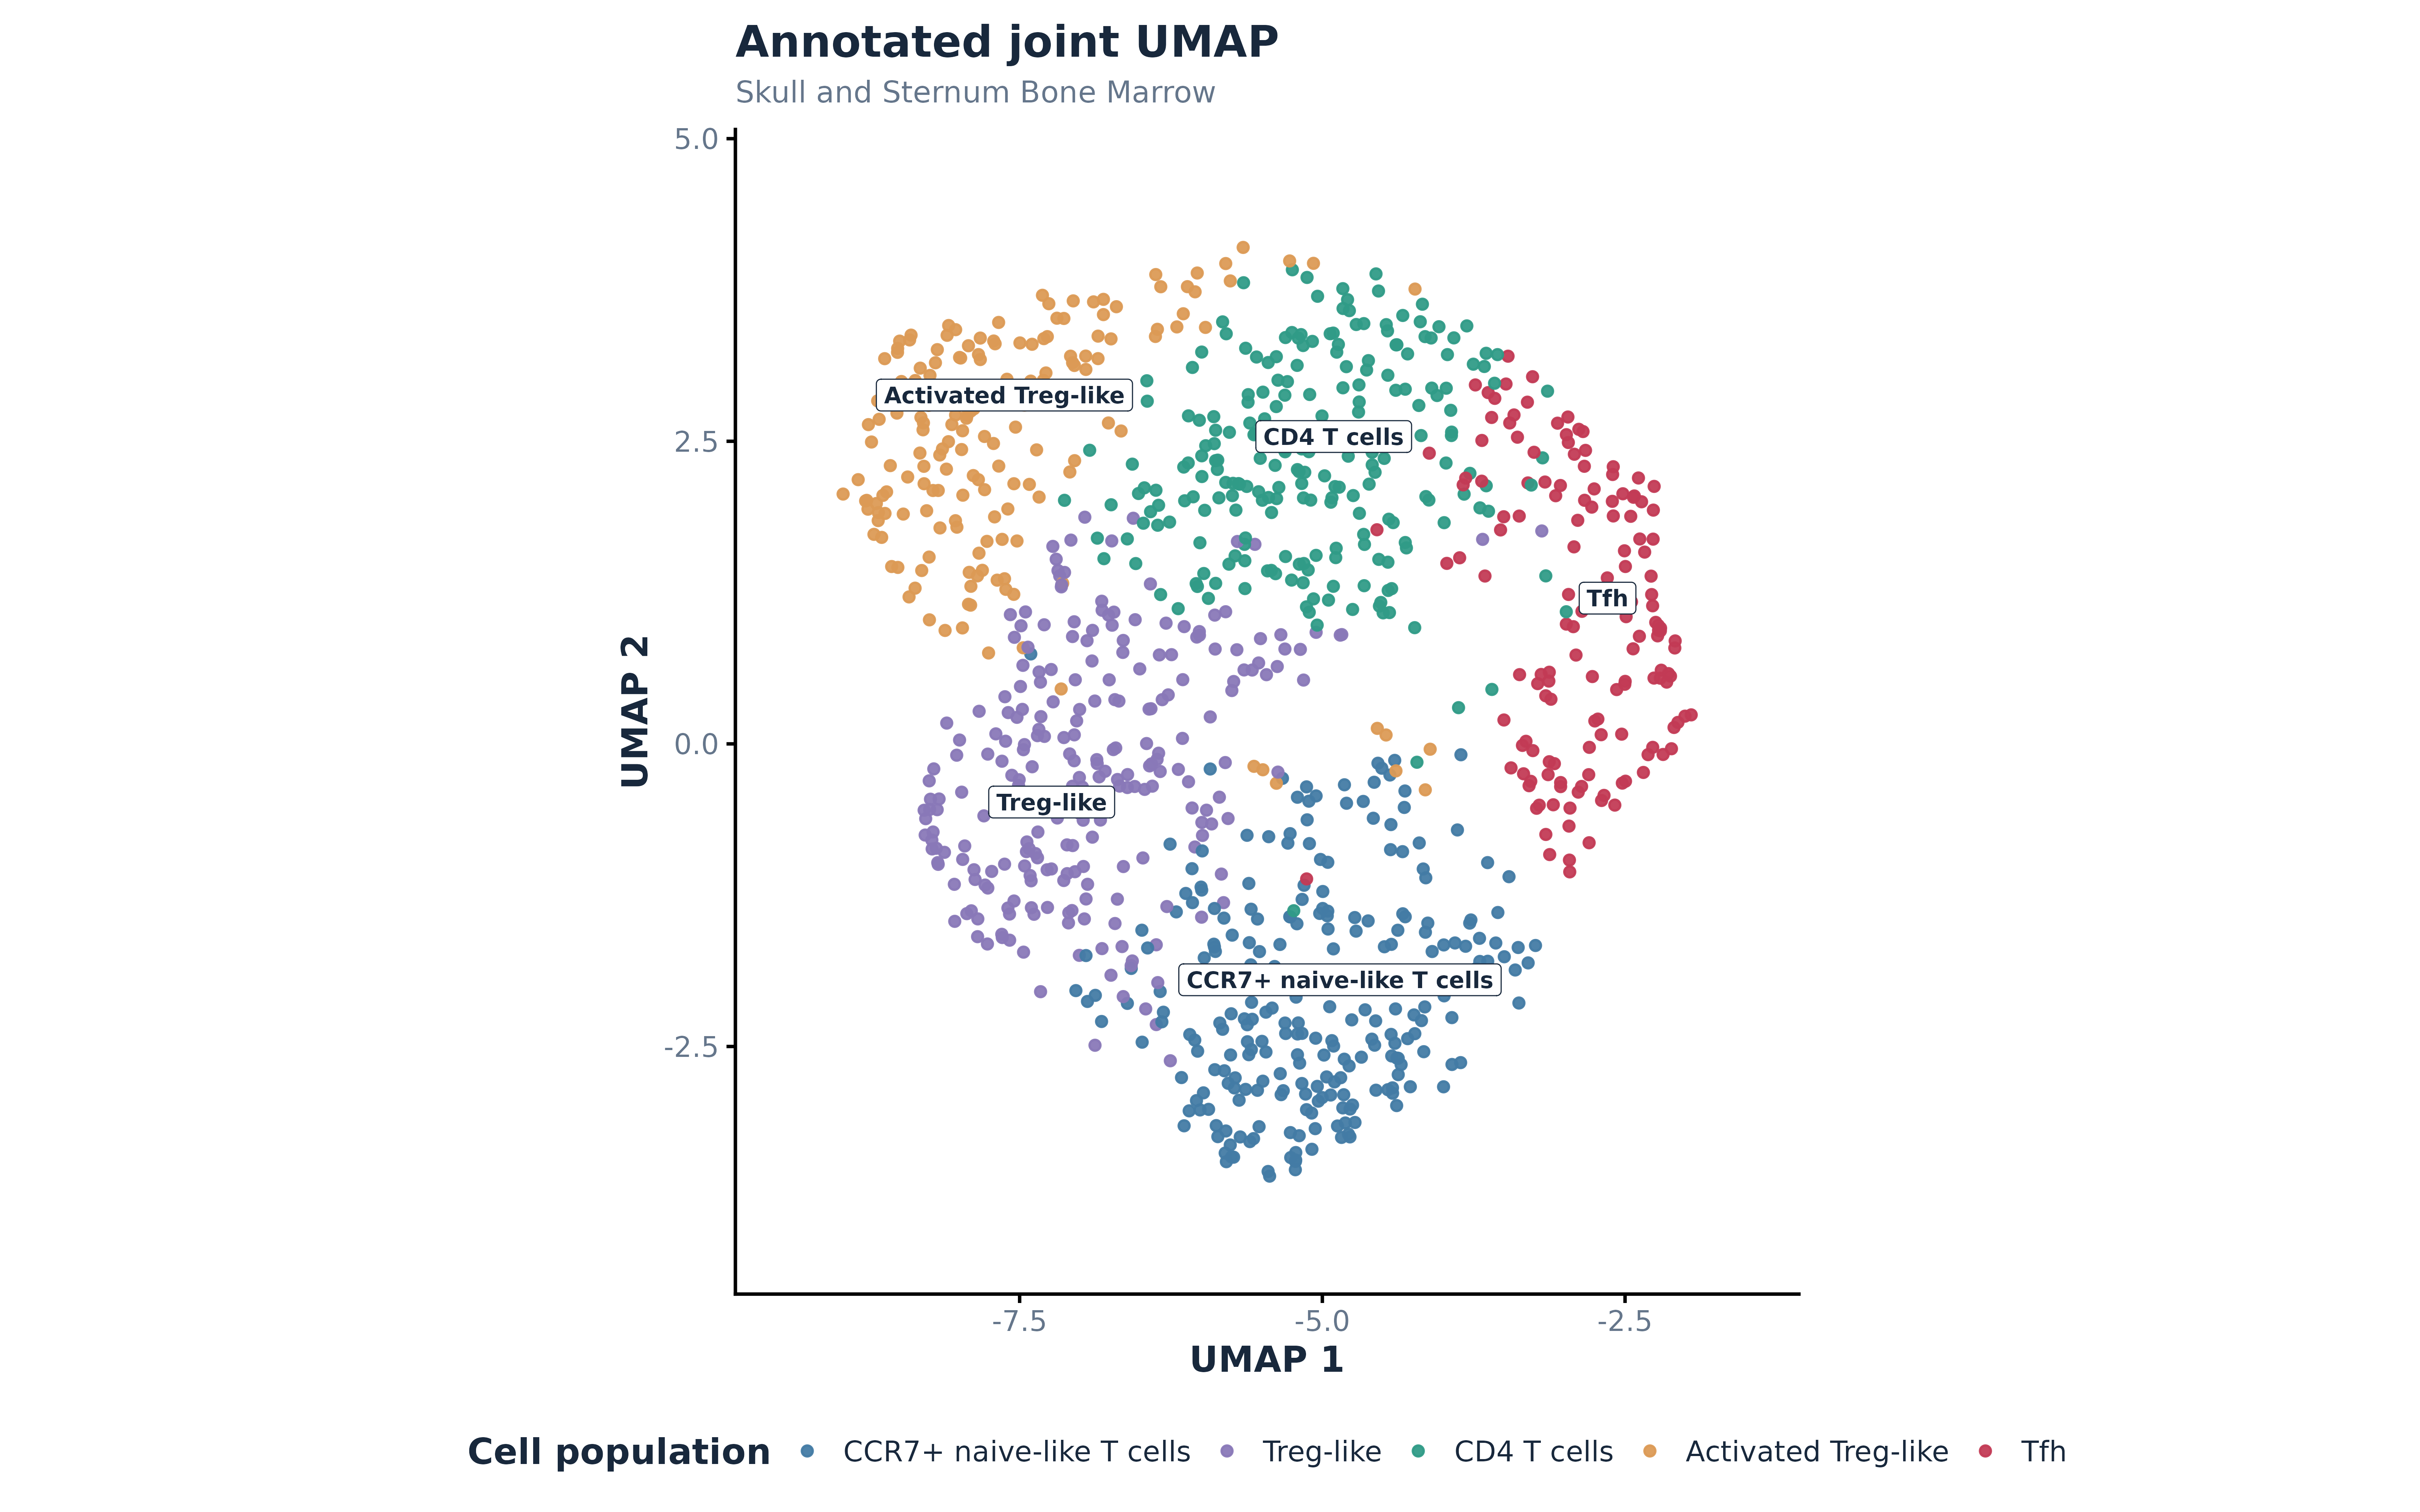 Annotated joint UMAP
Skull and Sternum Bone Marrow
5.0
2.5
0.0
-2.5
UMAP 2
Activated Treg-like
CD4 T cells
Tfh
Treg-like
CCR7+ naive-like T cells
-7.5 -5.0 -2.5
UMAP 1
Cell population CCR7+ naive-like T cells Treg-like CD4 T cells Activated Treg-like Tfh